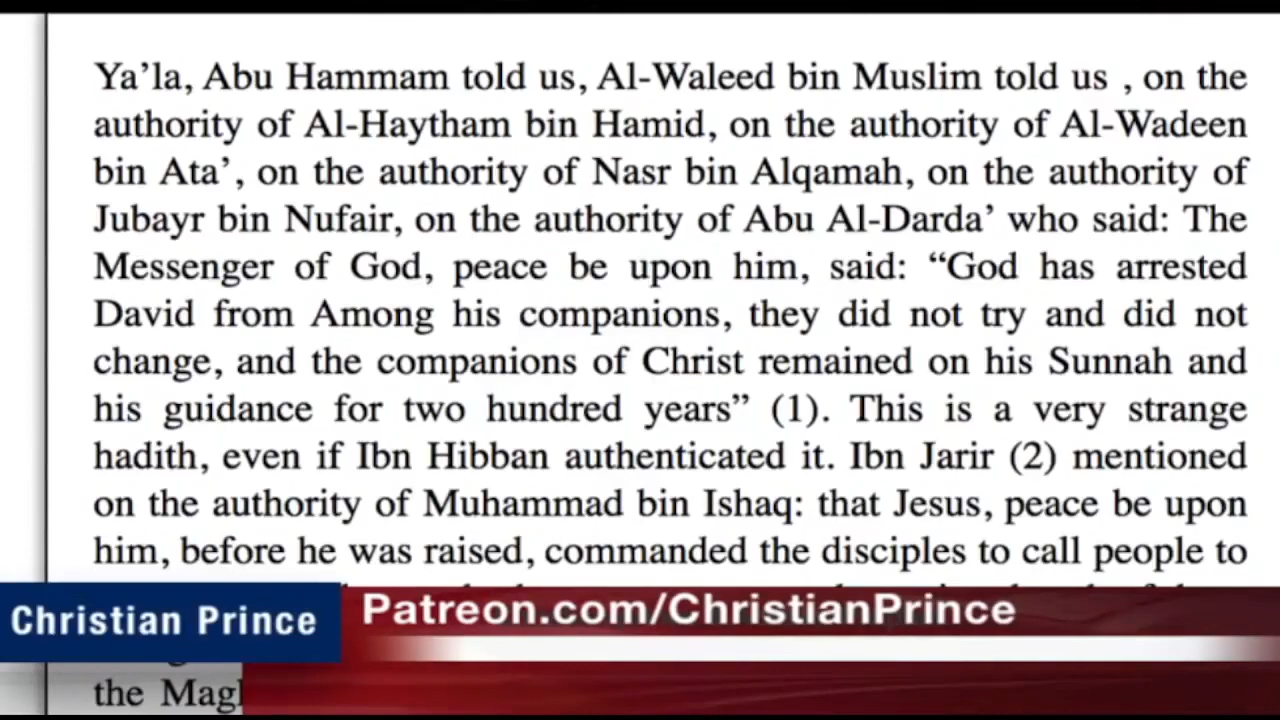 Ya’la, Abu Hammam told us, Al-Waleed bin Muslim told us , on the
authority of Al-Haytham bin Hamid, on the authority of Al-Wadeen
bin Ata’, on the authority of Nasr bin Alqamah, on the authority of
Jubayr bin Nufair, on the authority of Abu Al-Darda’ who said: The
Messenger of God, peace be upon him, said: “God has arrested
David from Among his companions, they did not try and did not
change, and the companions of Christ remained on his Sunnah and
his guidance for two hundred years” (1). This is a very strange
hadith, even if Ibn Hibban authenticated it. Ibn Jarir (2) mentioned
on the authority of Muhammad bin Ishaq: that Jesus, peace be upon
him, before he was raised, commanded the disciples to call people to
Christian Prince
Patreon.com/ChristianPrince
the